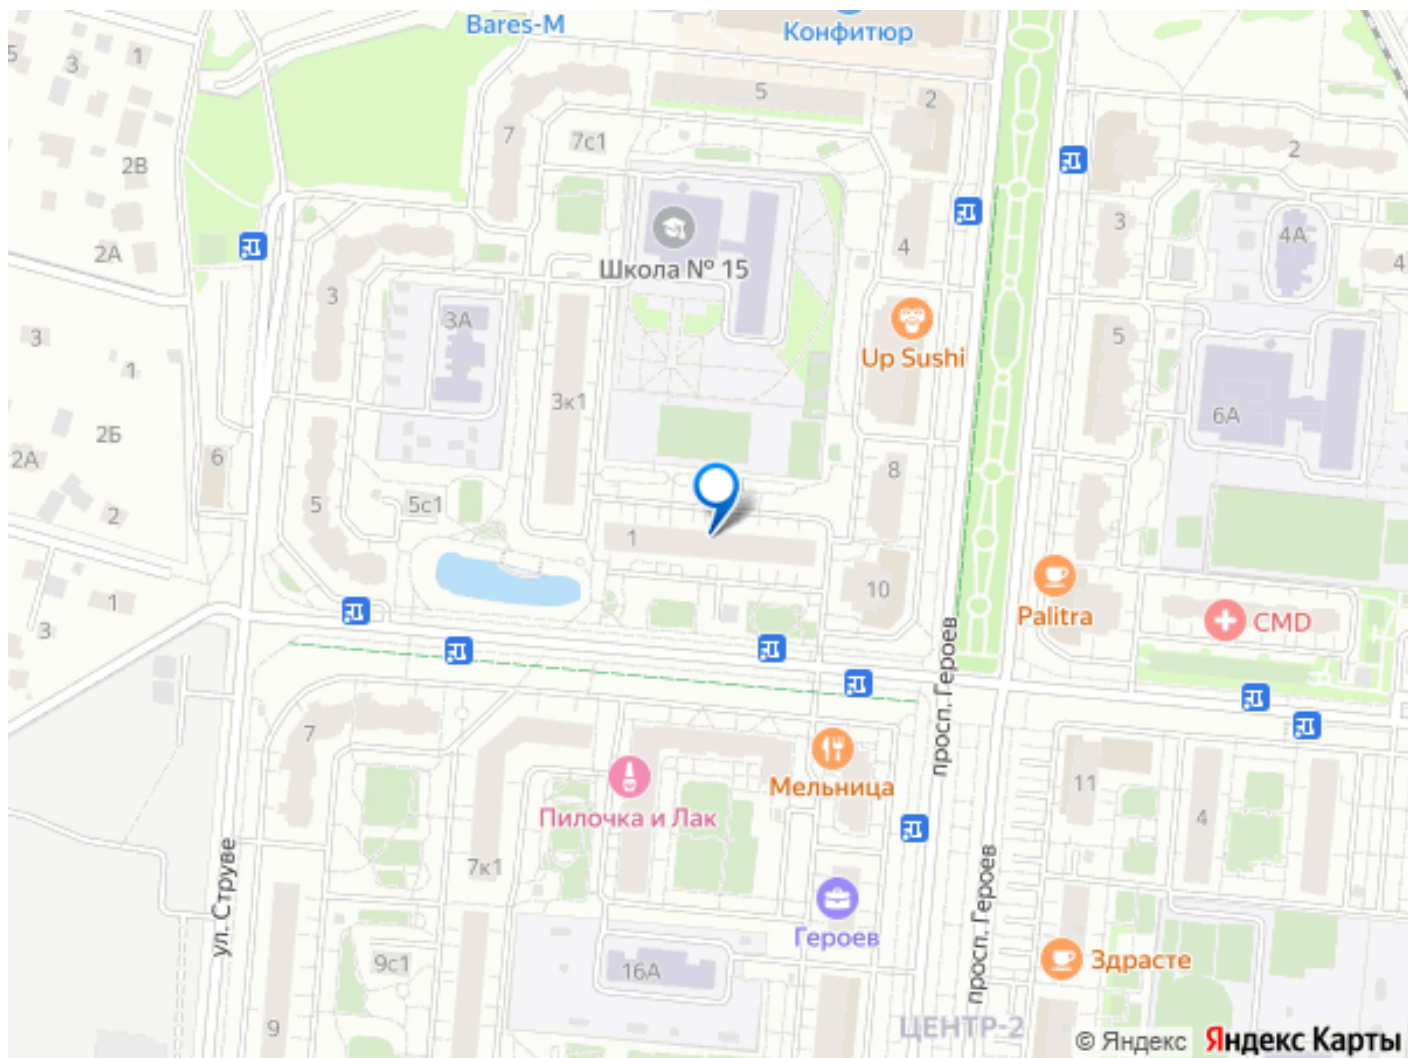 Bares-M
Конфитюр
5
3
1
7
5
2
7с1
2
2В
3
4А
4
4
2А
Школа № 15
3
3А
3
Up Sushi
5
1
3к1
2Б
6А
2А
6
8
5
5с1
2
1
10
1
Palitra
CMD
3
просп. Героев
7
11
Мельница
4
Пилочка и Лак
7к1
ул. Струве
просп. Героев
Героев
9с1
16А
Здрасте
9
ЦЕНТР-2
© Яндекс Яндекс Карты